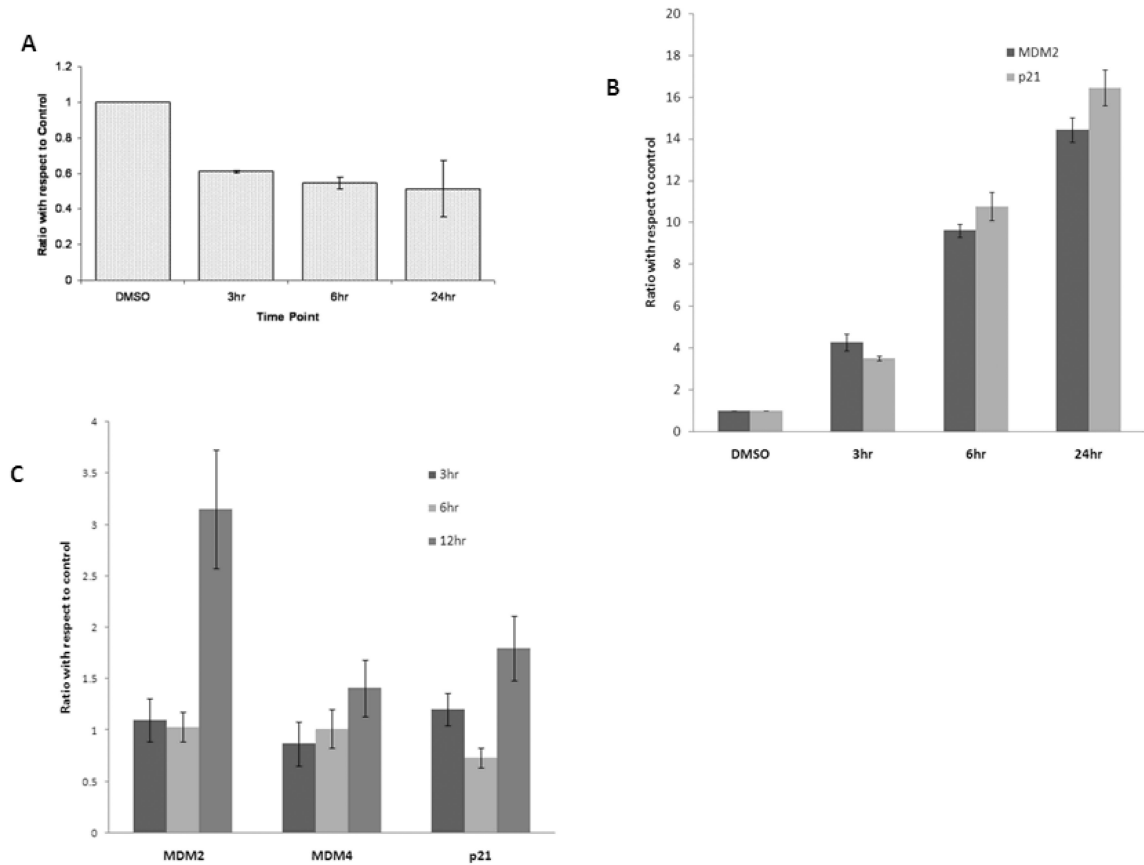 A
Ratio with respect to Control
1.2
1
0.8
0.6
0.4
0.2
0
DMSO 3hr 6hr 24hr
Time Point
B
Ratio with respect to control
20
18
16
14
12
10
8
6
4
2
0
MDM2
p21
DMSO 3hr 6hr 24hr
C
Ratio with respect to control
4
3.5
3
2.5
2
1.5
1
0.5
0
3hr
6hr
12hr
MDM2 MDM4 p21